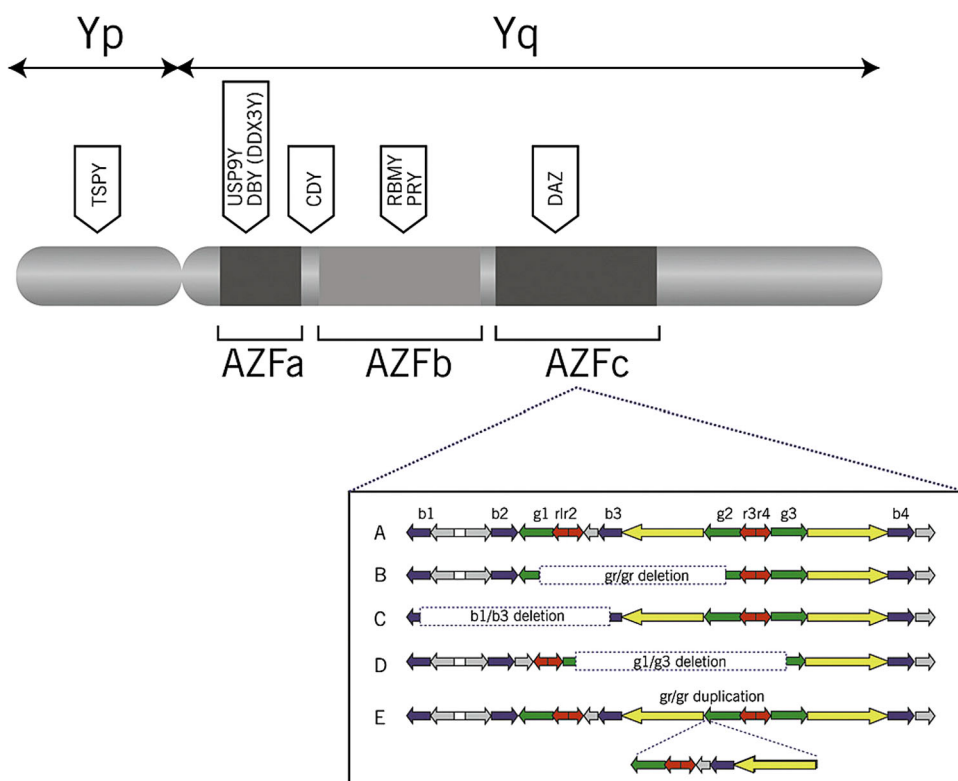 Yp Yq
TSPY
USP9Y
DBY (DDX3Y)
CDY
RBMY
PRY
DAZ
AZFa AZFb AZFc
b1 b2 g1 rlr2 b3 g2 r3r4 g3 b4
A
B gr/gr deletion
C b1/b3 deletion
D g1/g3 deletion
gr/gr duplication
E